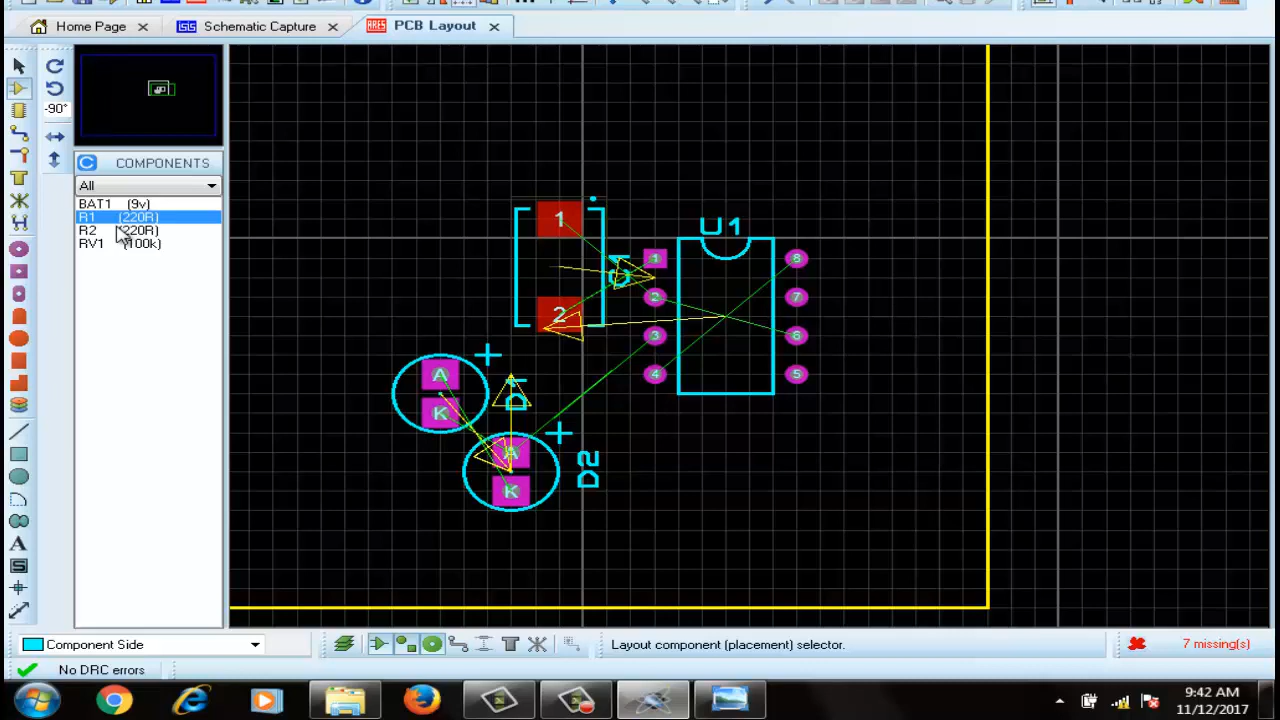 Home Page
Schematic Capture
PCB Layout
-90°
COMPONENTS
All
BAT1 (9v)
R1 (220R)
R2 (220R)
RV1 (100k)
1
2
U1
1
2
3
4
8
7
6
5
A
K
D1
A
K
D2
Component Side
Layout component (placement) selector.
7 missing(s)
No DRC errors
9:42 AM
11/12/2017